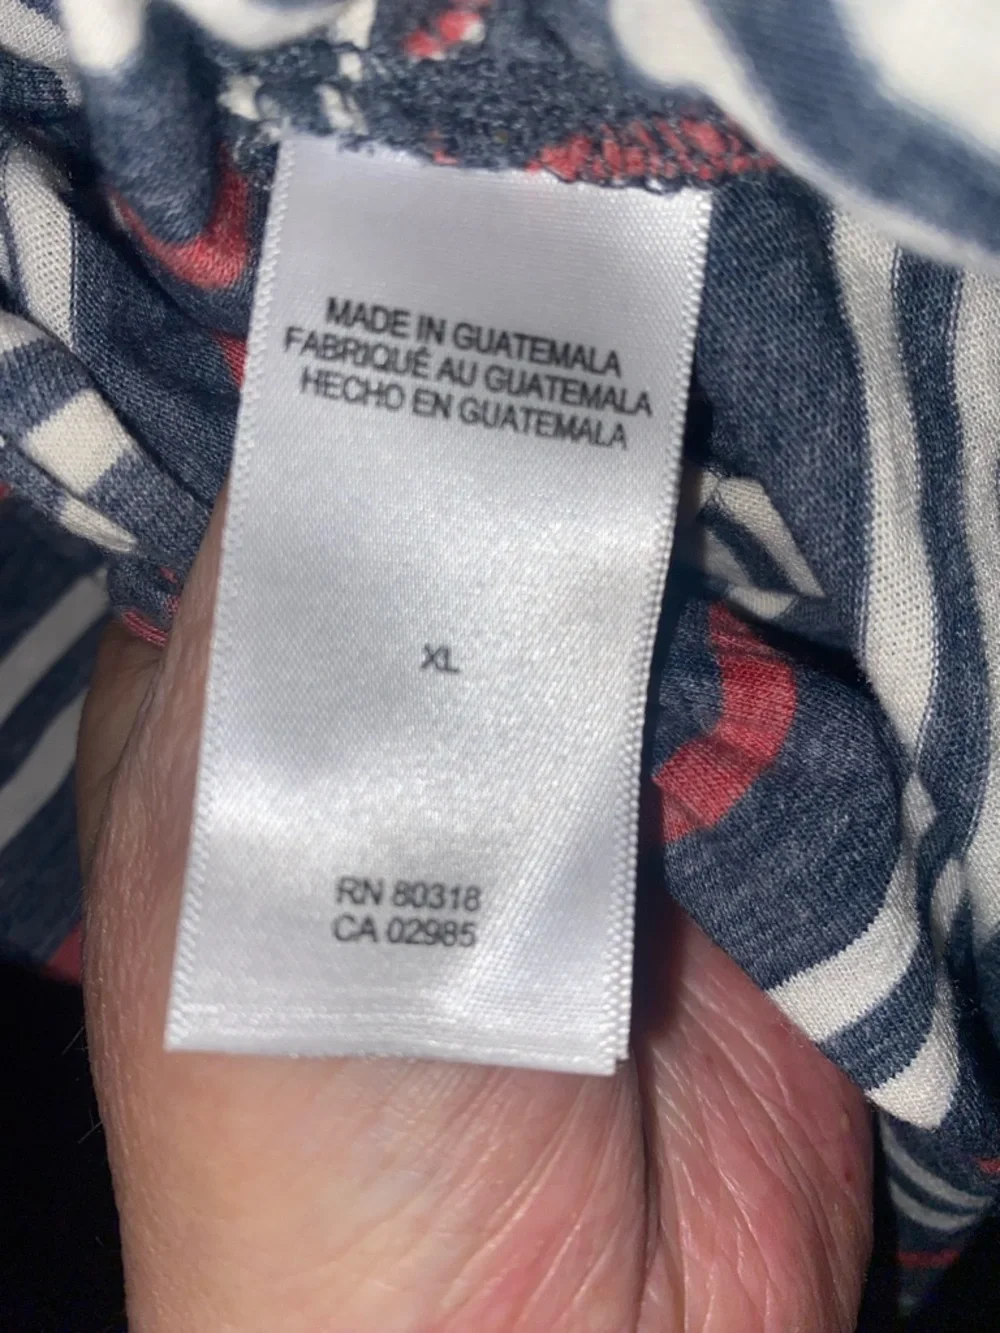 MADE IN GUATEMALA
FABRIQUÉ AU GUATEMALA
HECHO EN GUATEMALA
XL
RN 80318
CA 02985